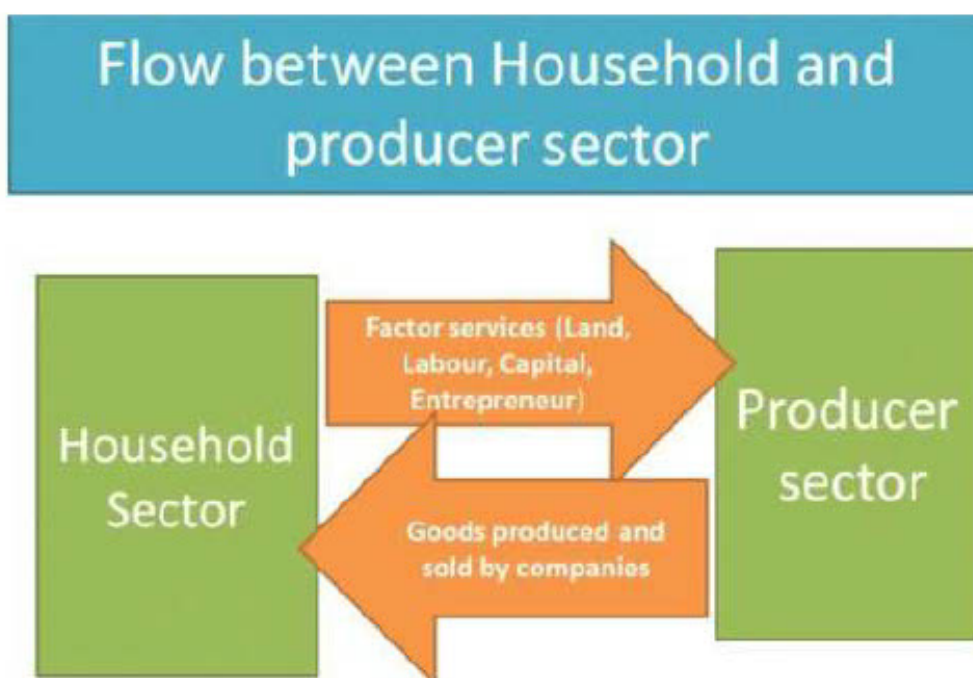 Flow between Household and
producer sector
Household
Sector
Factor services (Land,
Labour, Capital,
Entrepreneur)
Goods produced and
sold by companies
Producer
sector